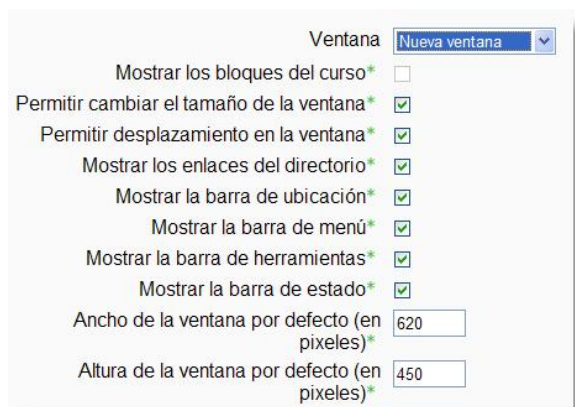 Ventana Nueva ventana
Mostrar los bloques del curso*
Permitir cambiar el tamaño de la ventana*
Permitir desplazamiento en la ventana*
Mostrar los enlaces del directorio*
Mostrar la barra de ubicación*
Mostrar la barra de menú*
Mostrar la barra de herramientas*
Mostrar la barra de estado*
Ancho de la ventana por defecto (en 620
pixeles)*
Altura de la ventana por defecto (en 450
pixeles)*